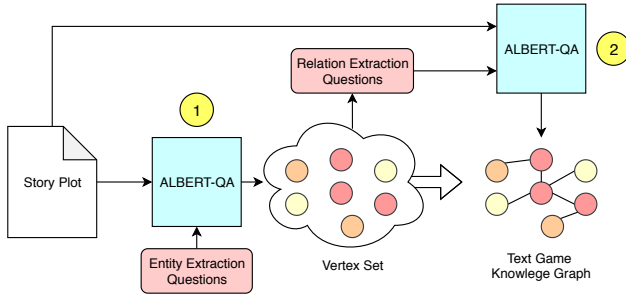 ALBERT-QA
2
Relation Extraction
Questions
1
Story Plot
ALBERT-QA
Entity Extraction
Questions
Vertex Set
Text Game
Knowlege Graph